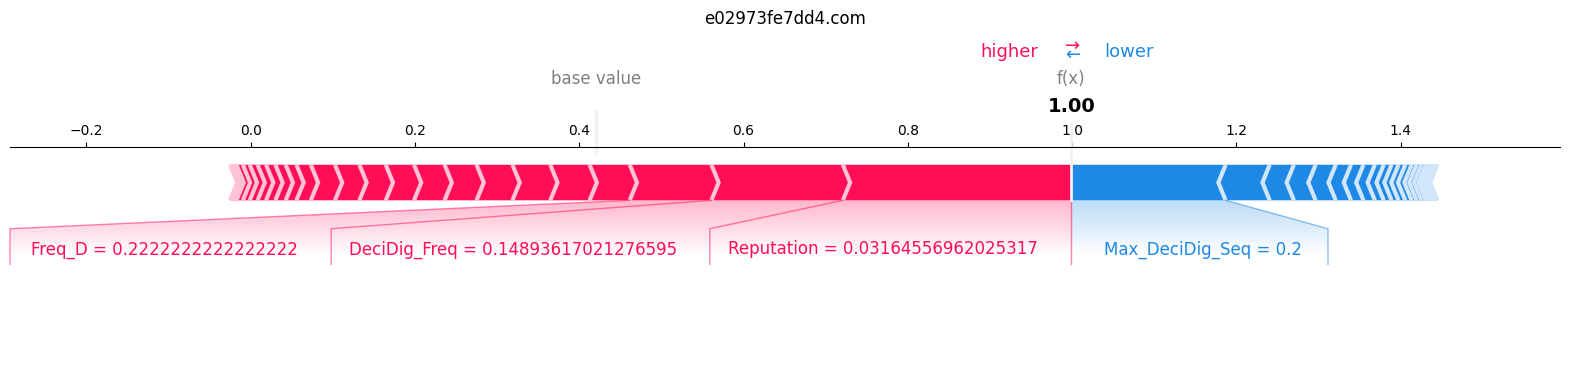 e02973fe7dd4.com
higher → ← lower
base value f(x)
1.00
−0.2 0.0 0.2 0.4 0.6 0.8 1.0 1.2 1.4
Freq_D = 0.2222222222222222 DeciDig_Freq = 0.14893617021276595 Reputation = 0.03164556962025317 Max_DeciDig_Seq = 0.2